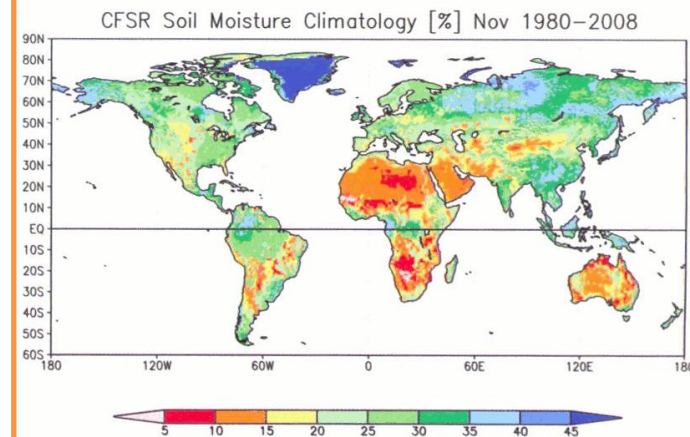 CFSR Soil Moisture Climatology [%] Nov 1980–2008
90N
80N
70N
60N
50N
40N
30N
20N
10N
EQ
10S
20S
30S
40S
50S
60S
180 120W 60W 0 60E 120E 180
5 10 15 20 25 30 35 40 45